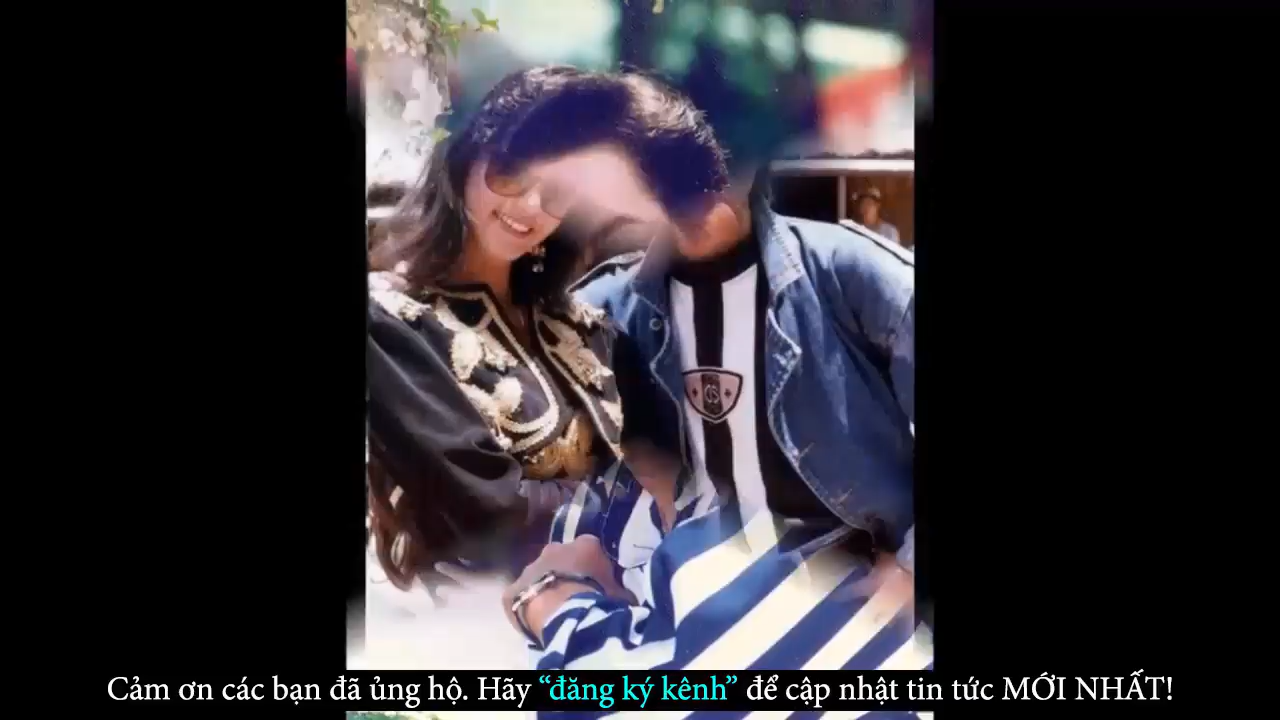 Cảm ơn các bạn đã ủng hộ. Hãy “đăng ký kênh” để cập nhật tin tức MỚI NHẤT!